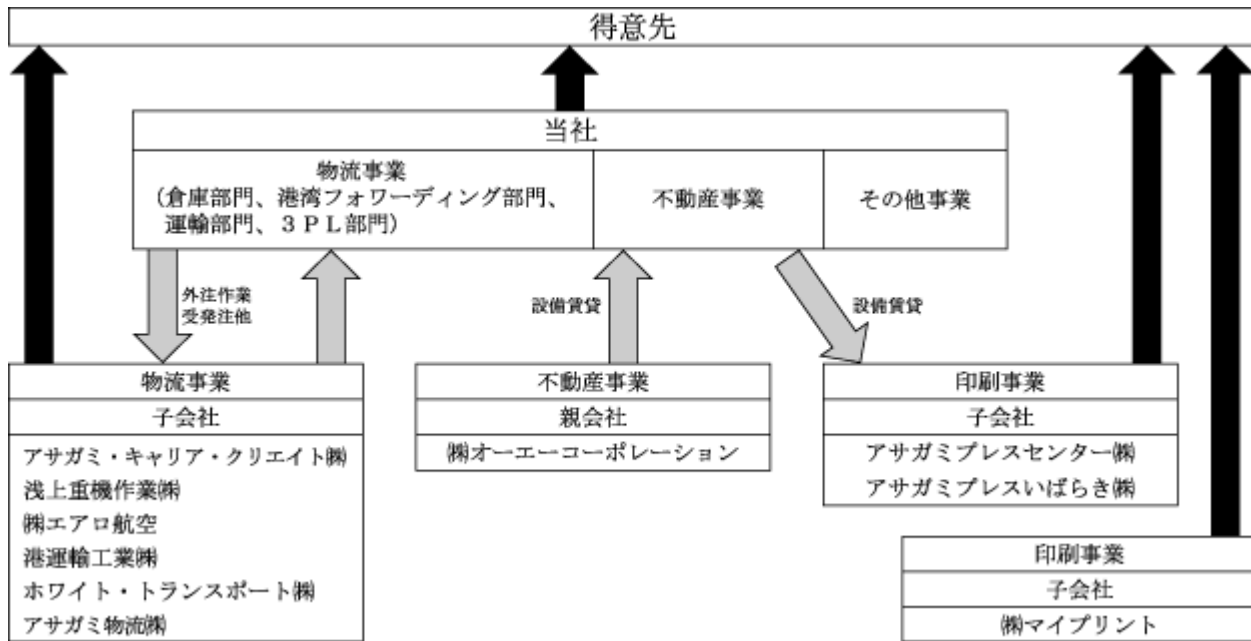 得意先
当社
物流事業
（倉庫部門、港湾フォワーディング部門、
運輸部門、３ＰＬ部門）
不動産事業
その他事業
外注作業
受発注他
設備賃貸
設備賃貸
物流事業
子会社
アサガミ・キャリア・クリエイト㈱
浅上重機作業㈱
㈱エアロ航空
港運輸工業㈱
ホワイト・トランスポート㈱
アサガミ物流㈱
不動産事業
親会社
㈱オーエーコーポレーション
印刷事業
子会社
アサガミプレスセンター㈱
アサガミプレスいばらき㈱
印刷事業
子会社
㈱マイプリント